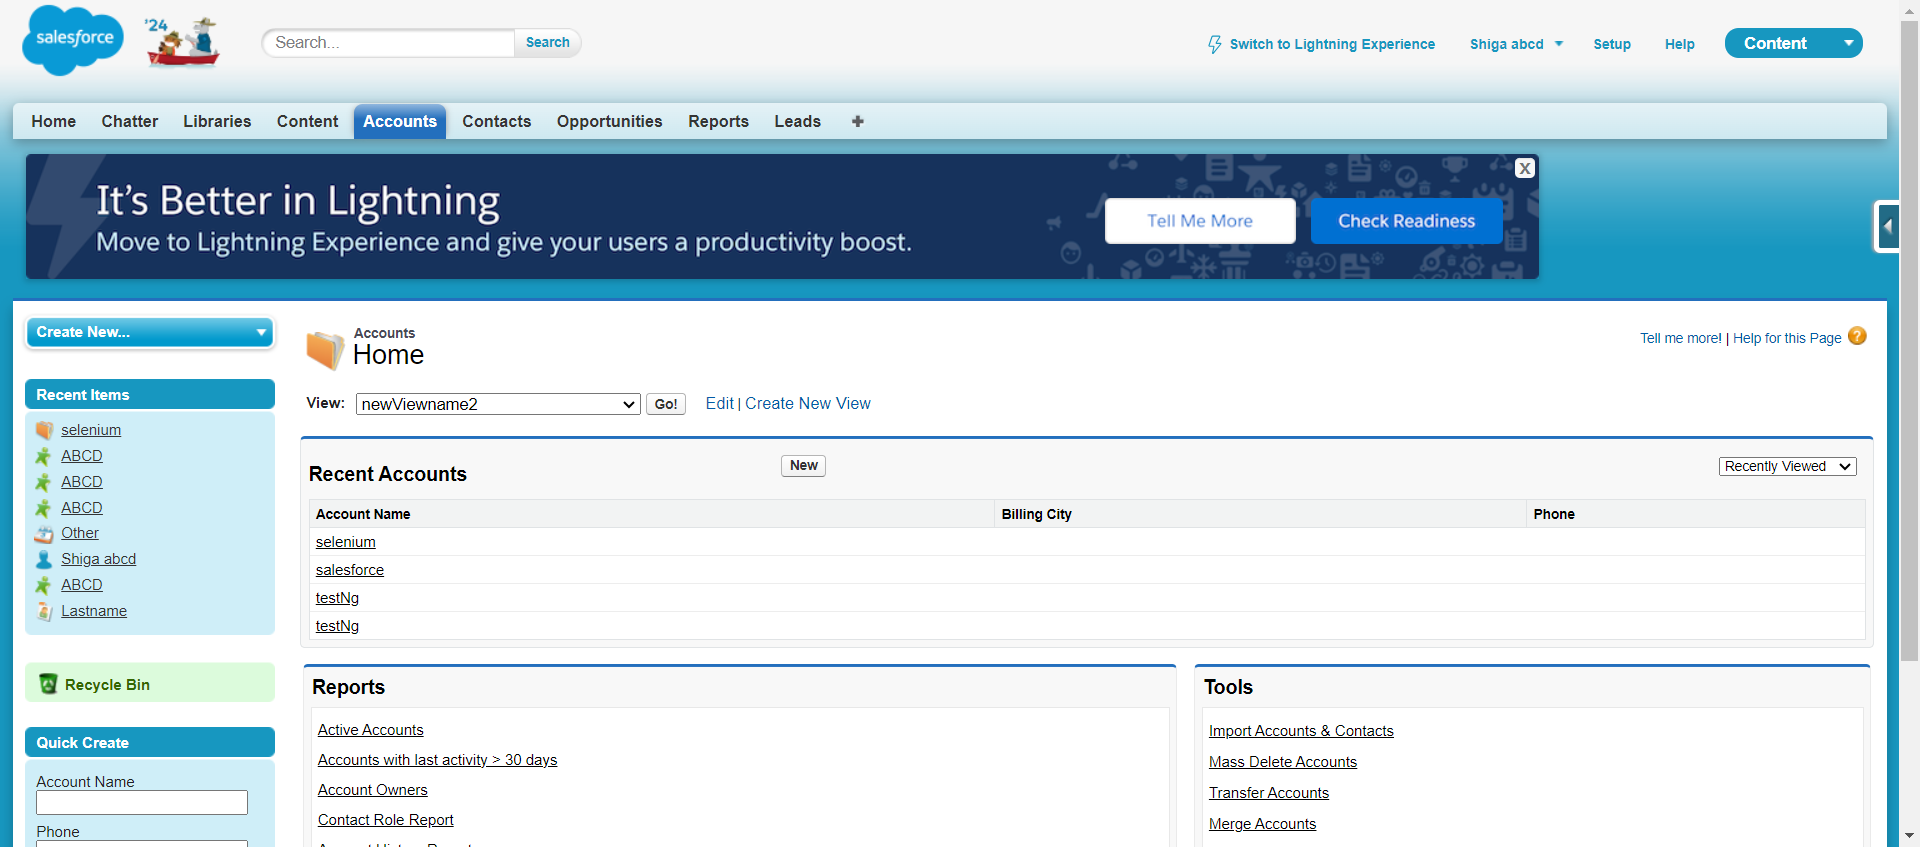 salesforce
'24
Search...
Search
Switch to Lightning Experience
Shiga abcd
Setup
Help
Content
Home
Chatter
Libraries
Content
Accounts
Contacts
Opportunities
Reports
Leads
+
It's Better in Lightning
Move to Lightning Experience and give your users a productivity boost.
Tell Me More
Check Readiness
X
Create New...
Recent Items
selenium
ABCD
ABCD
ABCD
Other
Shiga abcd
ABCD
Lastname
Recycle Bin
Quick Create
Account Name
Phone
Accounts
Home
Tell me more! | Help for this Page ?
View: newViewname2 Go! Edit | Create New View
Recent Accounts
New
Recently Viewed
Account Name Billing City Phone
selenium
salesforce
testNg
testNg
Reports
Active Accounts
Accounts with last activity > 30 days
Account Owners
Contact Role Report
Tools
Import Accounts & Contacts
Mass Delete Accounts
Transfer Accounts
Merge Accounts